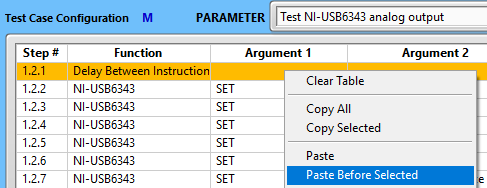 Test Case Configuration M PARAMETER Test NI-USB6343 analog output
Step # Function Argument 1 Argument 2
1.2.1 Delay Between Instruction
1.2.2 NI-USB6343 SET
1.2.3 NI-USB6343 SET
1.2.4 NI-USB6343 SET
1.2.5 NI-USB6343 SET
1.2.6 NI-USB6343 SET
1.2.7 NI-USB6343 SET
Clear Table
Copy All
Copy Selected
Paste
Paste Before Selected